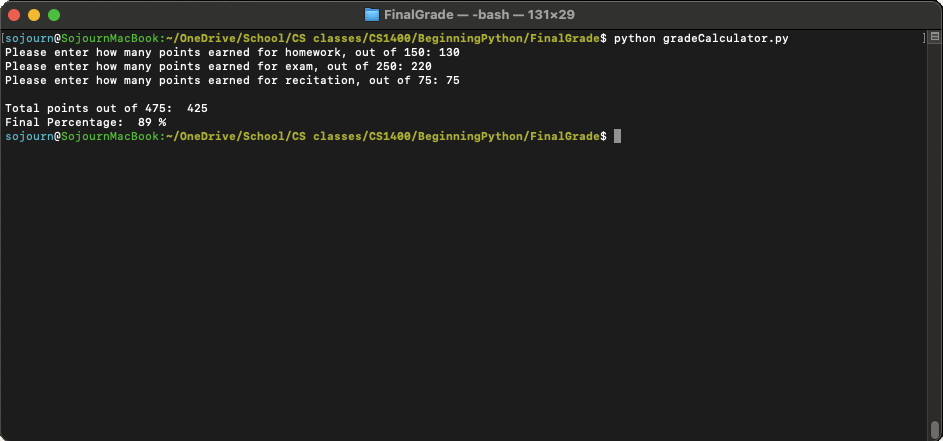 FinalGrade — -bash — 131×29
[sojourn@SojournMacBook:~/OneDrive/School/CS classes/CS1400/BeginningPython/FinalGrade$ python gradeCalculator.py ]
Please enter how many points earned for homework, out of 150: 130
Please enter how many points earned for exam, out of 250: 220
Please enter how many points earned for recitation, out of 75: 75
Total points out of 475:  425
Final Percentage:  89 %
sojourn@SojournMacBook:~/OneDrive/School/CS classes/CS1400/BeginningPython/FinalGrade$